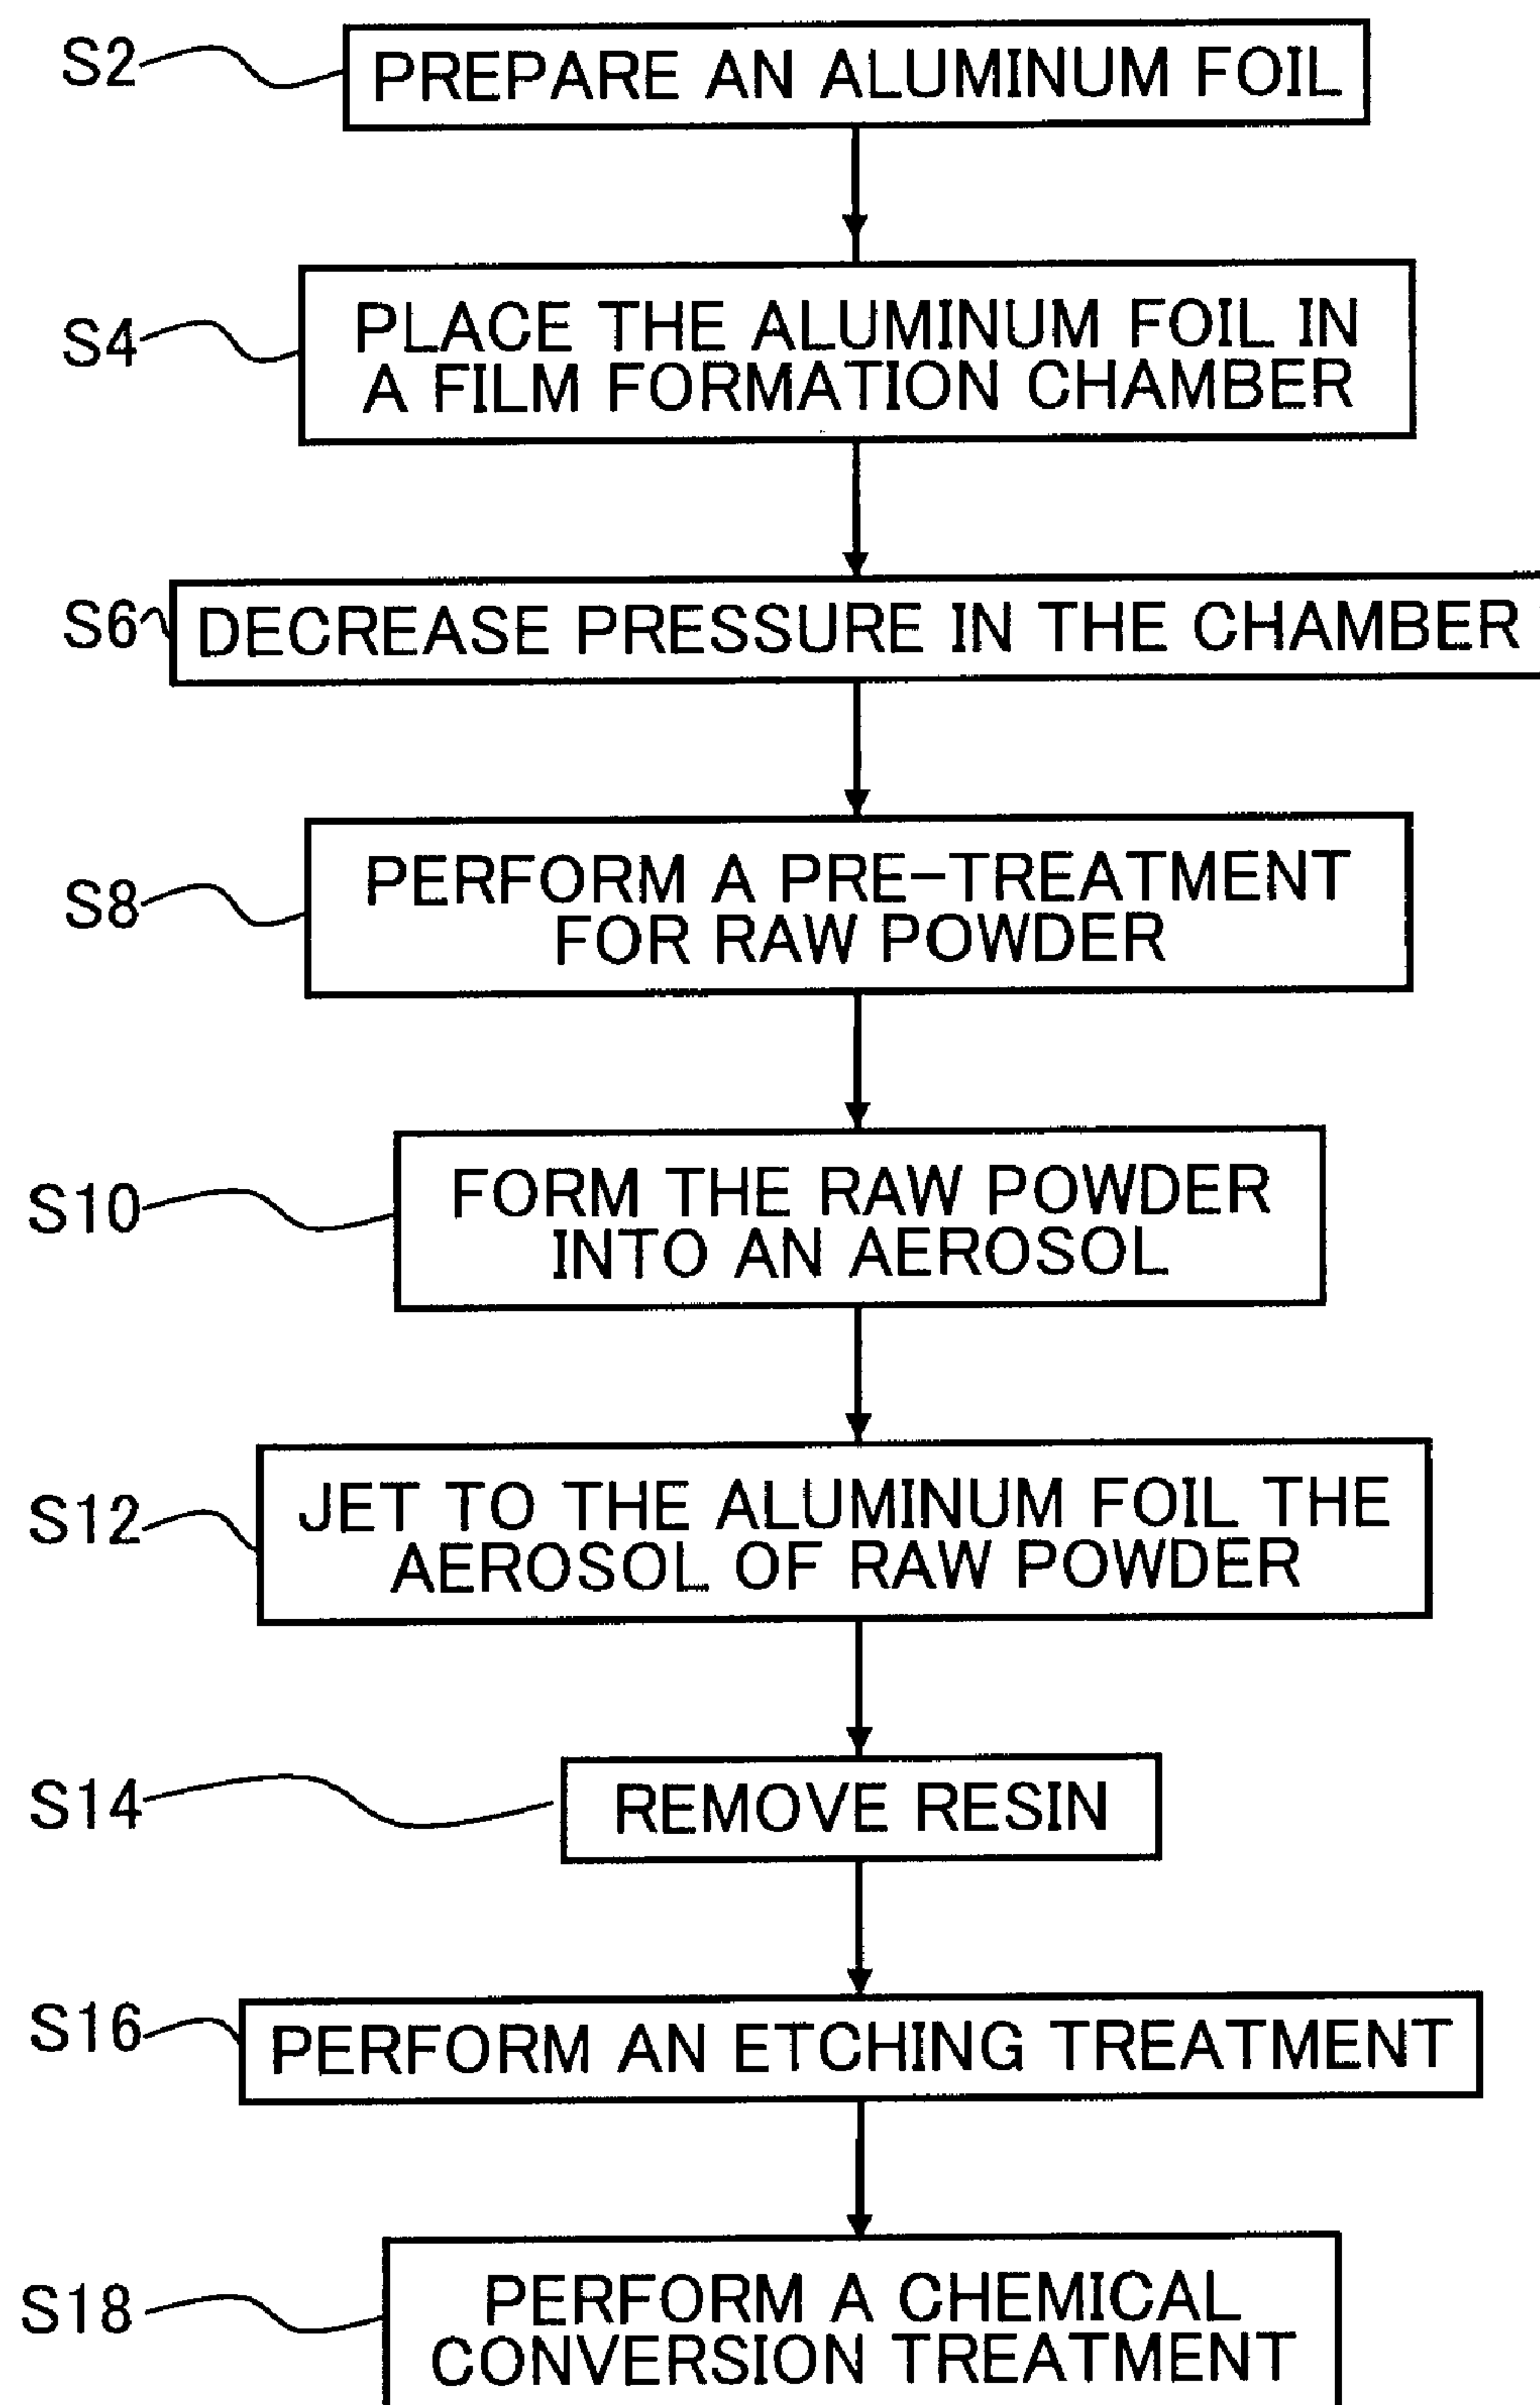 S2
PREPARE AN ALUMINUM FOIL
S4
PLACE THE ALUMINUM FOIL IN
A FILM FORMATION CHAMBER
S6
DECREASE PRESSURE IN THE CHAMBER
S8
PERFORM A PRE-TREATMENT
FOR RAW POWDER
S10
FORM THE RAW POWDER
INTO AN AEROSOL
S12
JET TO THE ALUMINUM FOIL THE
AEROSOL OF RAW POWDER
S14
REMOVE RESIN
S16
PERFORM AN ETCHING TREATMENT
S18
PERFORM A CHEMICAL
CONVERSION TREATMENT